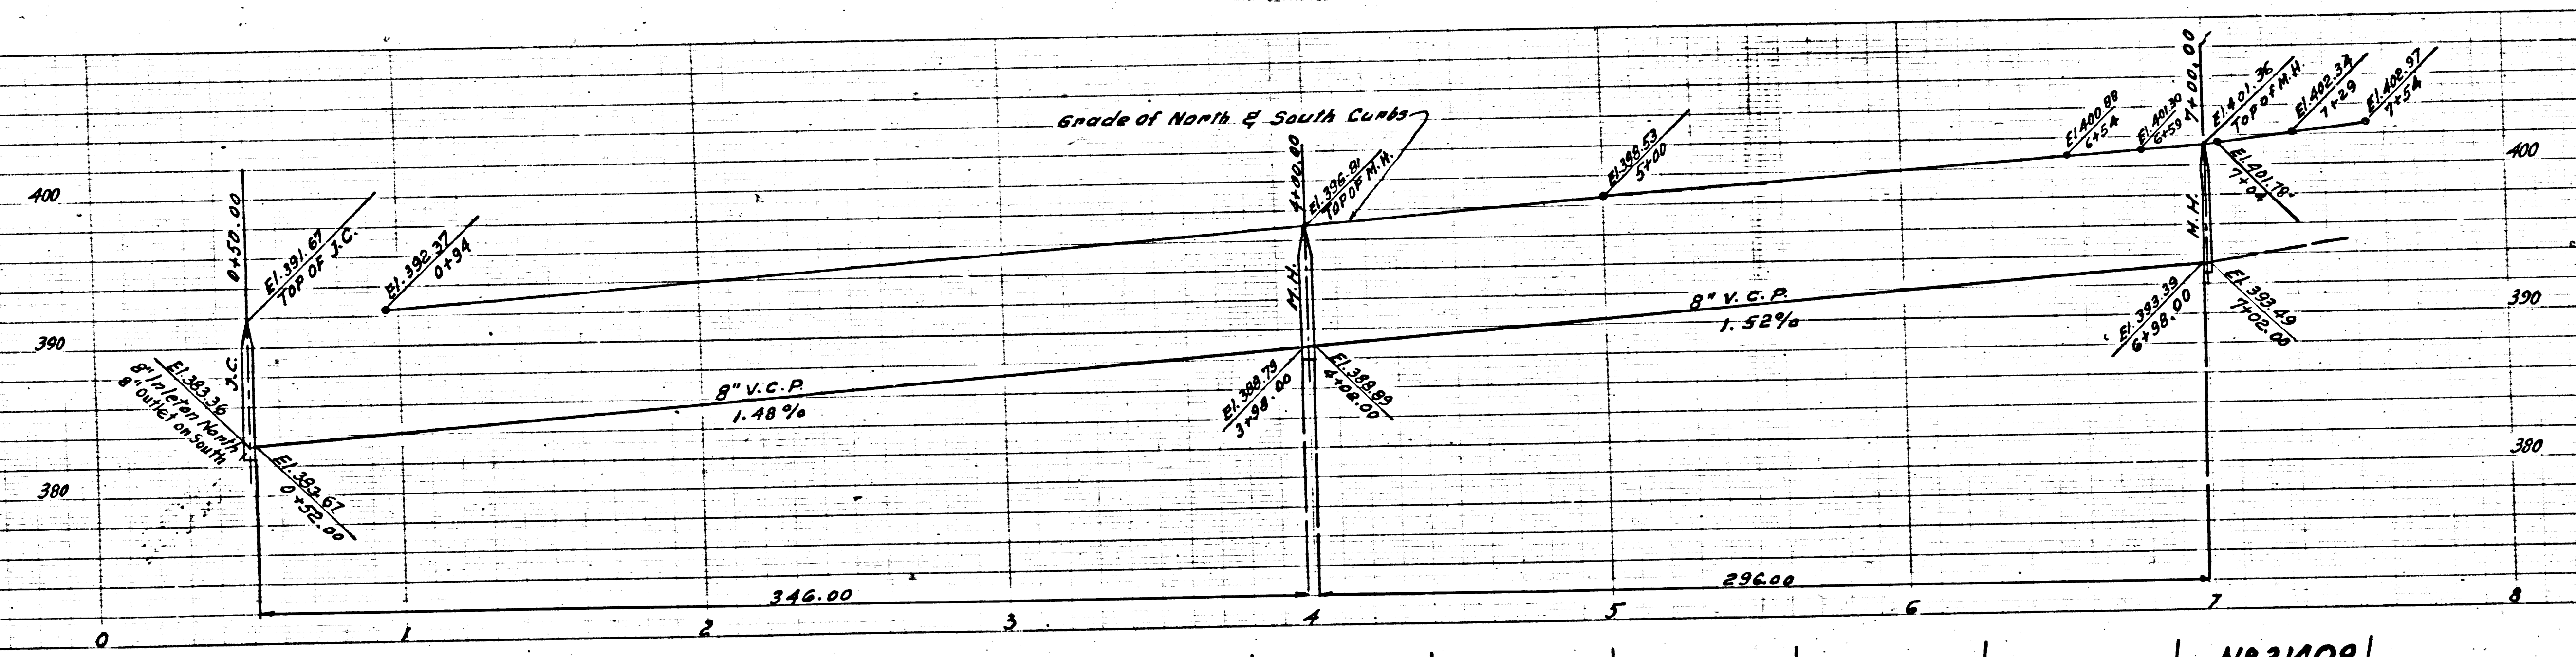 Grade of North & South Curbs
400
390
380
0+50.00
El. 391.67
TOP OF J.C.
El. 392.37
0+94
J.C.
El. 383.36
8" Inlet on North
8" Outlet on South
El. 383.67
0+52.00
8" V.C.P.
1.48%
4+00.00
El. 396.81
TOP OF M.H.
M.H.
El. 388.79
3+98.00
El. 388.89
4+02.00
El. 398.53
5+00
8" V.C.P.
1.52%
El. 400.88
6+54
El. 401.30
6+59
7+00.00
El. 401.36
TOP OF M.H.
El. 402.34
7+29
El. 402.97
7+54
El. 401.78
7+04
M.H.
El. 393.39
6+98.00
El. 393.49
7+02.00
400
390
380
346.00
296.00
0 1 2 3 4 5 6 7 8